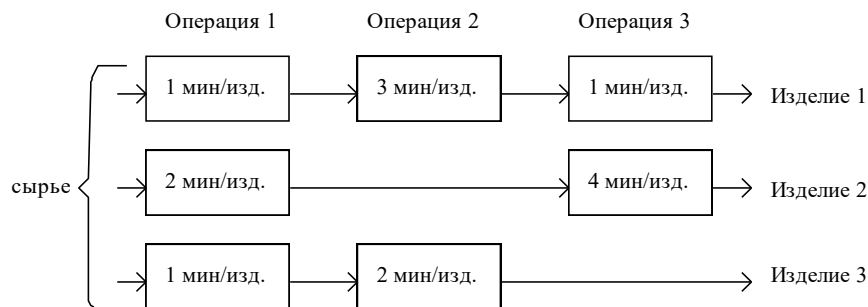 Операция 1 Операция 2 Операция 3
1 мин/изд. 3 мин/изд. 1 мин/изд. Изделие 1
сырье
2 мин/изд. 4 мин/изд. Изделие 2
1 мин/изд. 2 мин/изд. Изделие 3